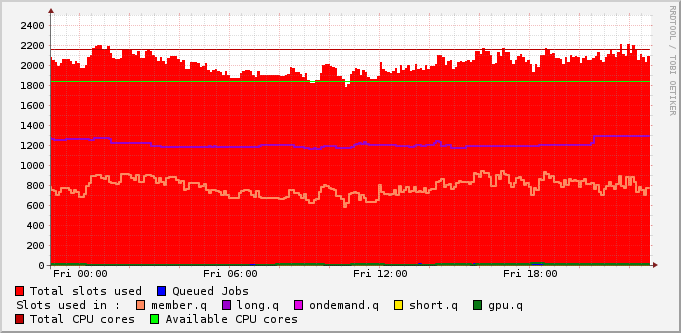 2400
2200
2000
1800
1600
1400
1200
1000
800
600
400
200
0
Fri 00:00 Fri 06:00 Fri 12:00 Fri 18:00
Total slots used Queued Jobs
Slots used in : member.q long.q ondemand.q short.q gpu.q
Total CPU cores Available CPU cores
RRDTOOL / TOBI OETIKER